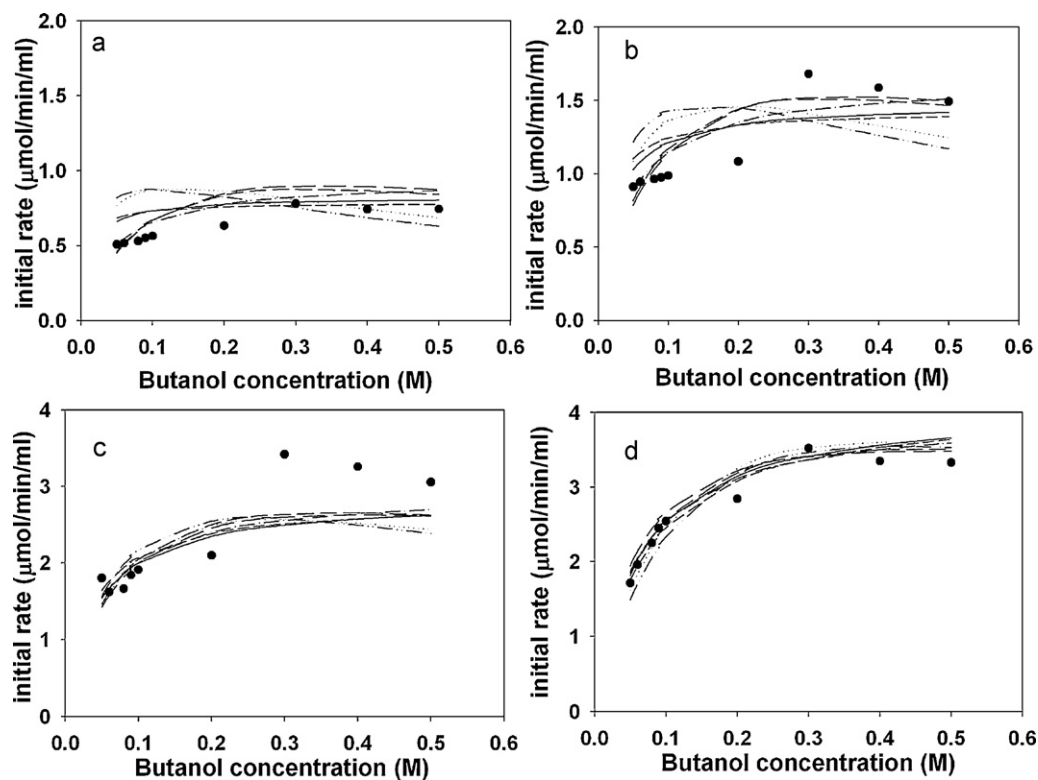 a
initial rate (μmol/min/ml)
2.0
1.5
1.0
0.5
0.0
0.0 0.1 0.2 0.3 0.4 0.5 0.6
Butanol concentration (M)
b
initial rate (μmol/min/ml)
2.0
1.5
1.0
0.5
0.0
0.0 0.1 0.2 0.3 0.4 0.5 0.6
Butanol concentration (M)
c
initial rate (μmol/min/ml)
4
3
2
1
0
0.0 0.1 0.2 0.3 0.4 0.5 0.6
Butanol concentration (M)
d
initial rate (μmol/min/ml)
4
3
2
1
0
0.0 0.1 0.2 0.3 0.4 0.5 0.6
Butanol concentration (M)